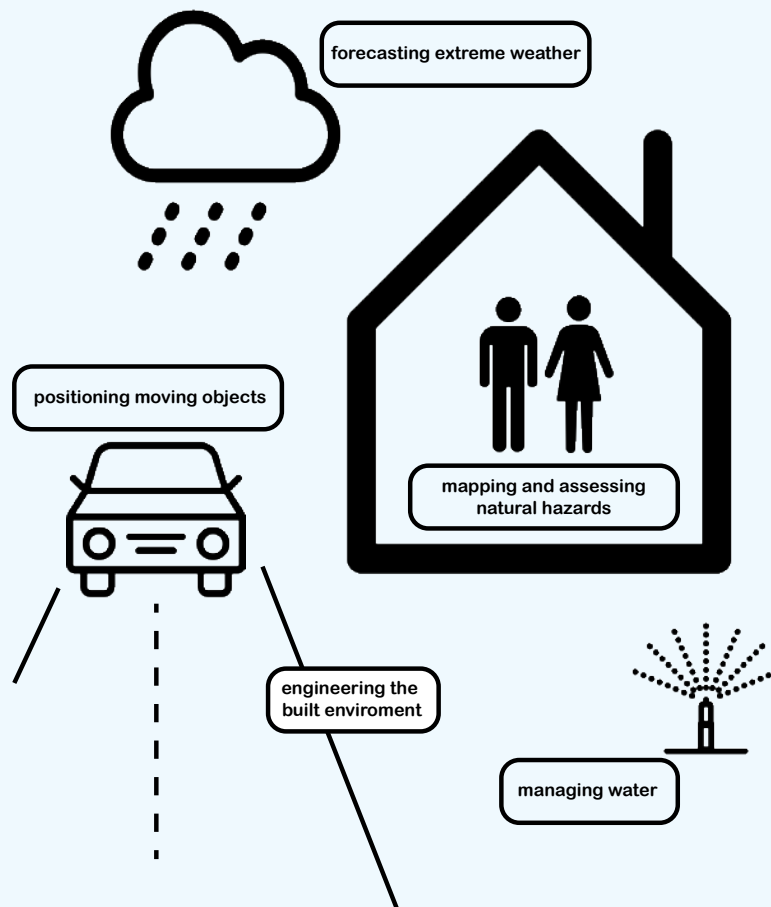 forecasting extreme weather
positioning moving objects
mapping and assessing
natural hazards
engineering the
built enviroment
managing water